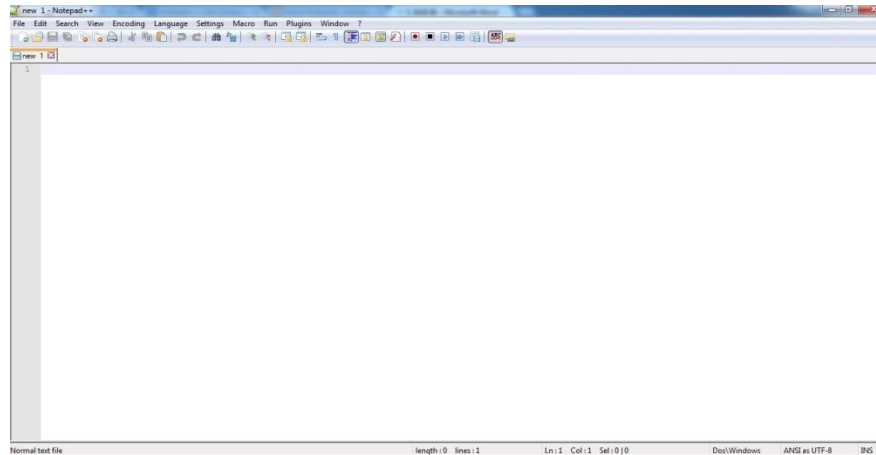 new 1 - Notepad++
File Edit Search View Encoding Language Settings Macro Run Plugins Window ?
ABC
new 1
1
Normal text file length : 0 lines : 1 Ln : 1 Col : 1 Sel : 0 | 0 Dos\Windows ANSI as UTF-8 INS